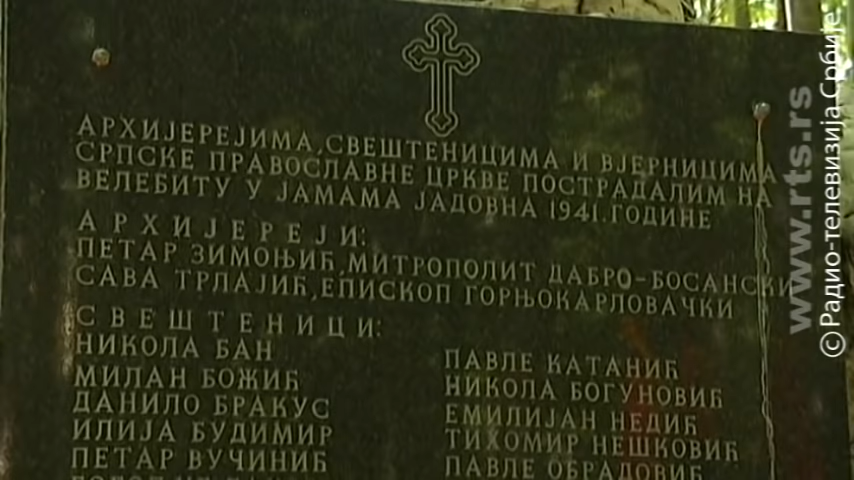 АРХИЈЕРЕЈИМА, СВЕШТЕНИЦИМА И ВЈЕРНИЦИМА
СРПСКЕ ПРАВОСЛАВНЕ ЦРКВЕ ПОСТРАДАЛИМ НА
ВЕЛЕБИТУ У ЈАМАМА ЈАДОВНА 1941. ГОДИНЕ
АРХИЈЕРЕЈИ:
ПЕТАР ЗИМОЊИЋ, МИТРОПОЛИТ ДАБРО-БОСАНСКИ
САВА ТРЛАЈИЋ, ЕПИСКОП ГОРЊОКАРЛОВАЧКИ
СВЕШТЕНИЦИ:
НИКОЛА БАН
МИЛАН БОЖИЋ
ДАНИЛО БРАКУС
ИЛИЈА БУДИМИР
ПЕТАР ВУЧИНИЋ
ПАВЛЕ КАТАНИЋ
НИКОЛА БОГУНОВИЋ
ЕМИЛИЈАН НЕДИЋ
ТИХОМИР НЕШКОВИЋ
ПАВЛЕ ОБРАДОВИЋ
www.rts.rs
© Радио-телевизија Србије